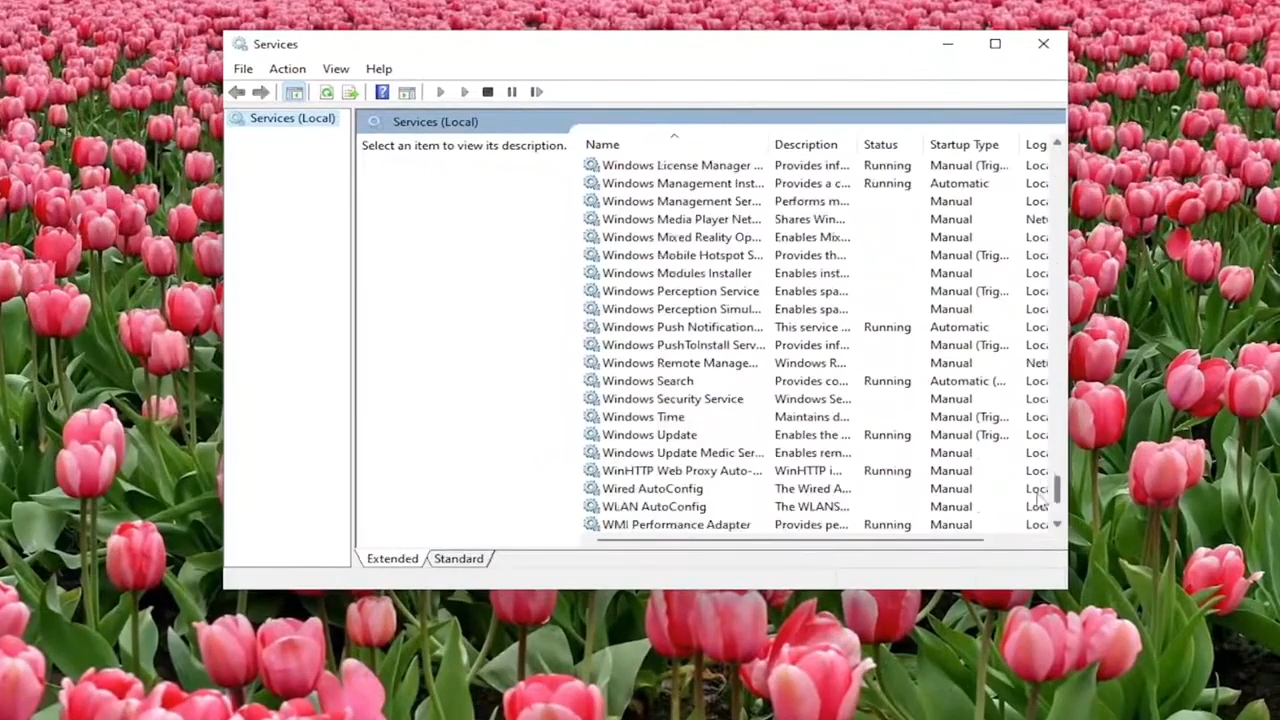 Services
File Action View Help
Services (Local)
Services (Local)
Select an item to view its description.
Name Description Status Startup Type Log
Windows License Manager ... Provides inf... Running Manual (Trig... Loca
Windows Management Inst... Provides a c... Running Automatic Loca
Windows Management Ser... Performs m... Manual Loca
Windows Media Player Net... Shares Win... Manual Net
Windows Mixed Reality Op... Enables Mix... Manual Loca
Windows Mobile Hotspot S... Provides th... Manual (Trig... Loca
Windows Modules Installer Enables inst... Manual Loca
Windows Perception Service Enables spa... Manual (Trig... Loca
Windows Perception Simul... Enables spa... Manual Loca
Windows Push Notification... This service ... Running Automatic Loca
Windows PushToInstall Serv... Provides inf... Manual (Trig... Loca
Windows Remote Manage... Windows R... Manual Net
Windows Search Provides co... Running Automatic (... Loca
Windows Security Service Windows Se... Manual Loca
Windows Time Maintains d... Manual (Trig... Loca
Windows Update Enables the ... Running Manual (Trig... Loca
Windows Update Medic Ser... Enables rem... Manual Loca
WinHTTP Web Proxy Auto-... WinHTTP i... Running Manual Loca
Wired AutoConfig The Wired A... Manual Loca
WLAN AutoConfig The WLANS... Manual Loca
WMI Performance Adapter Provides pe... Running Manual Loca
Extended Standard